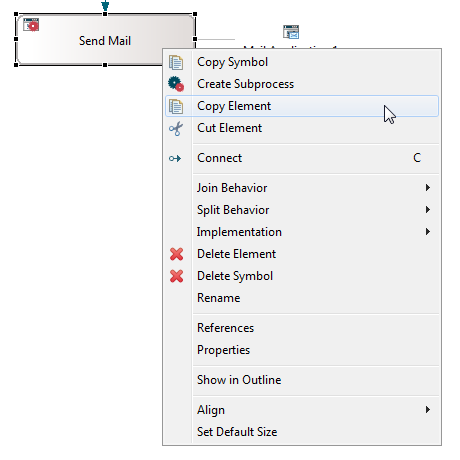 Send Mail
Mail Application 1
Copy Symbol
Create Subprocess
Copy Element
Cut Element
Connect C
Join Behavior
Split Behavior
Implementation
Delete Element
Delete Symbol
Rename
References
Properties
Show in Outline
Align
Set Default Size